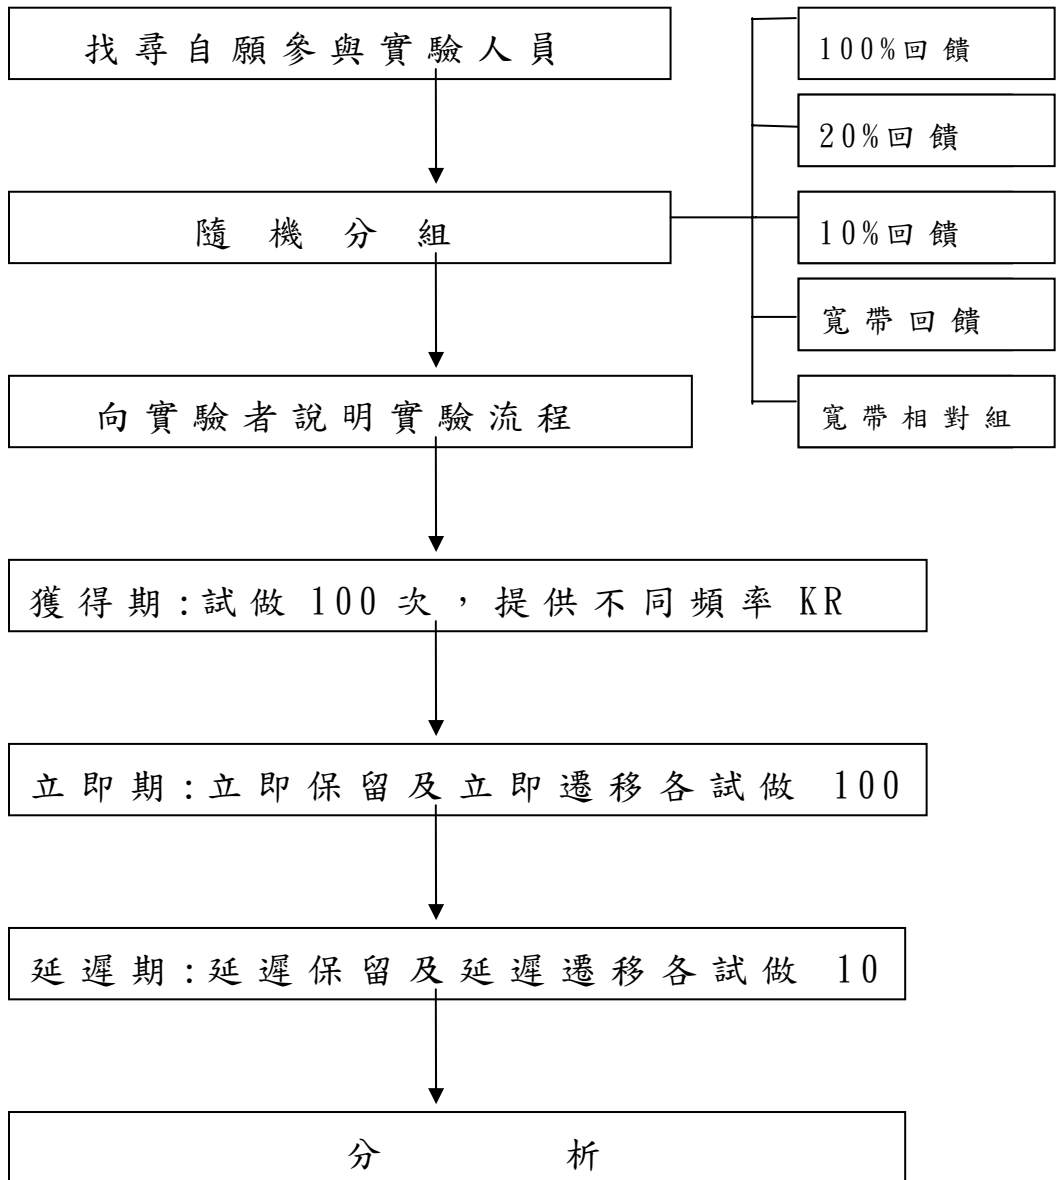 找尋自願參與實驗人員
100%回饋
20%回饋
隨機分組
10%回饋
寬帶回饋
向實驗者說明實驗流程
寬帶相對組
獲得期:試做 100 次，提供不同頻率 KR
立即期:立即保留及立即遷移各試做 100
延遲期:延遲保留及延遲遷移各試做 10
分析